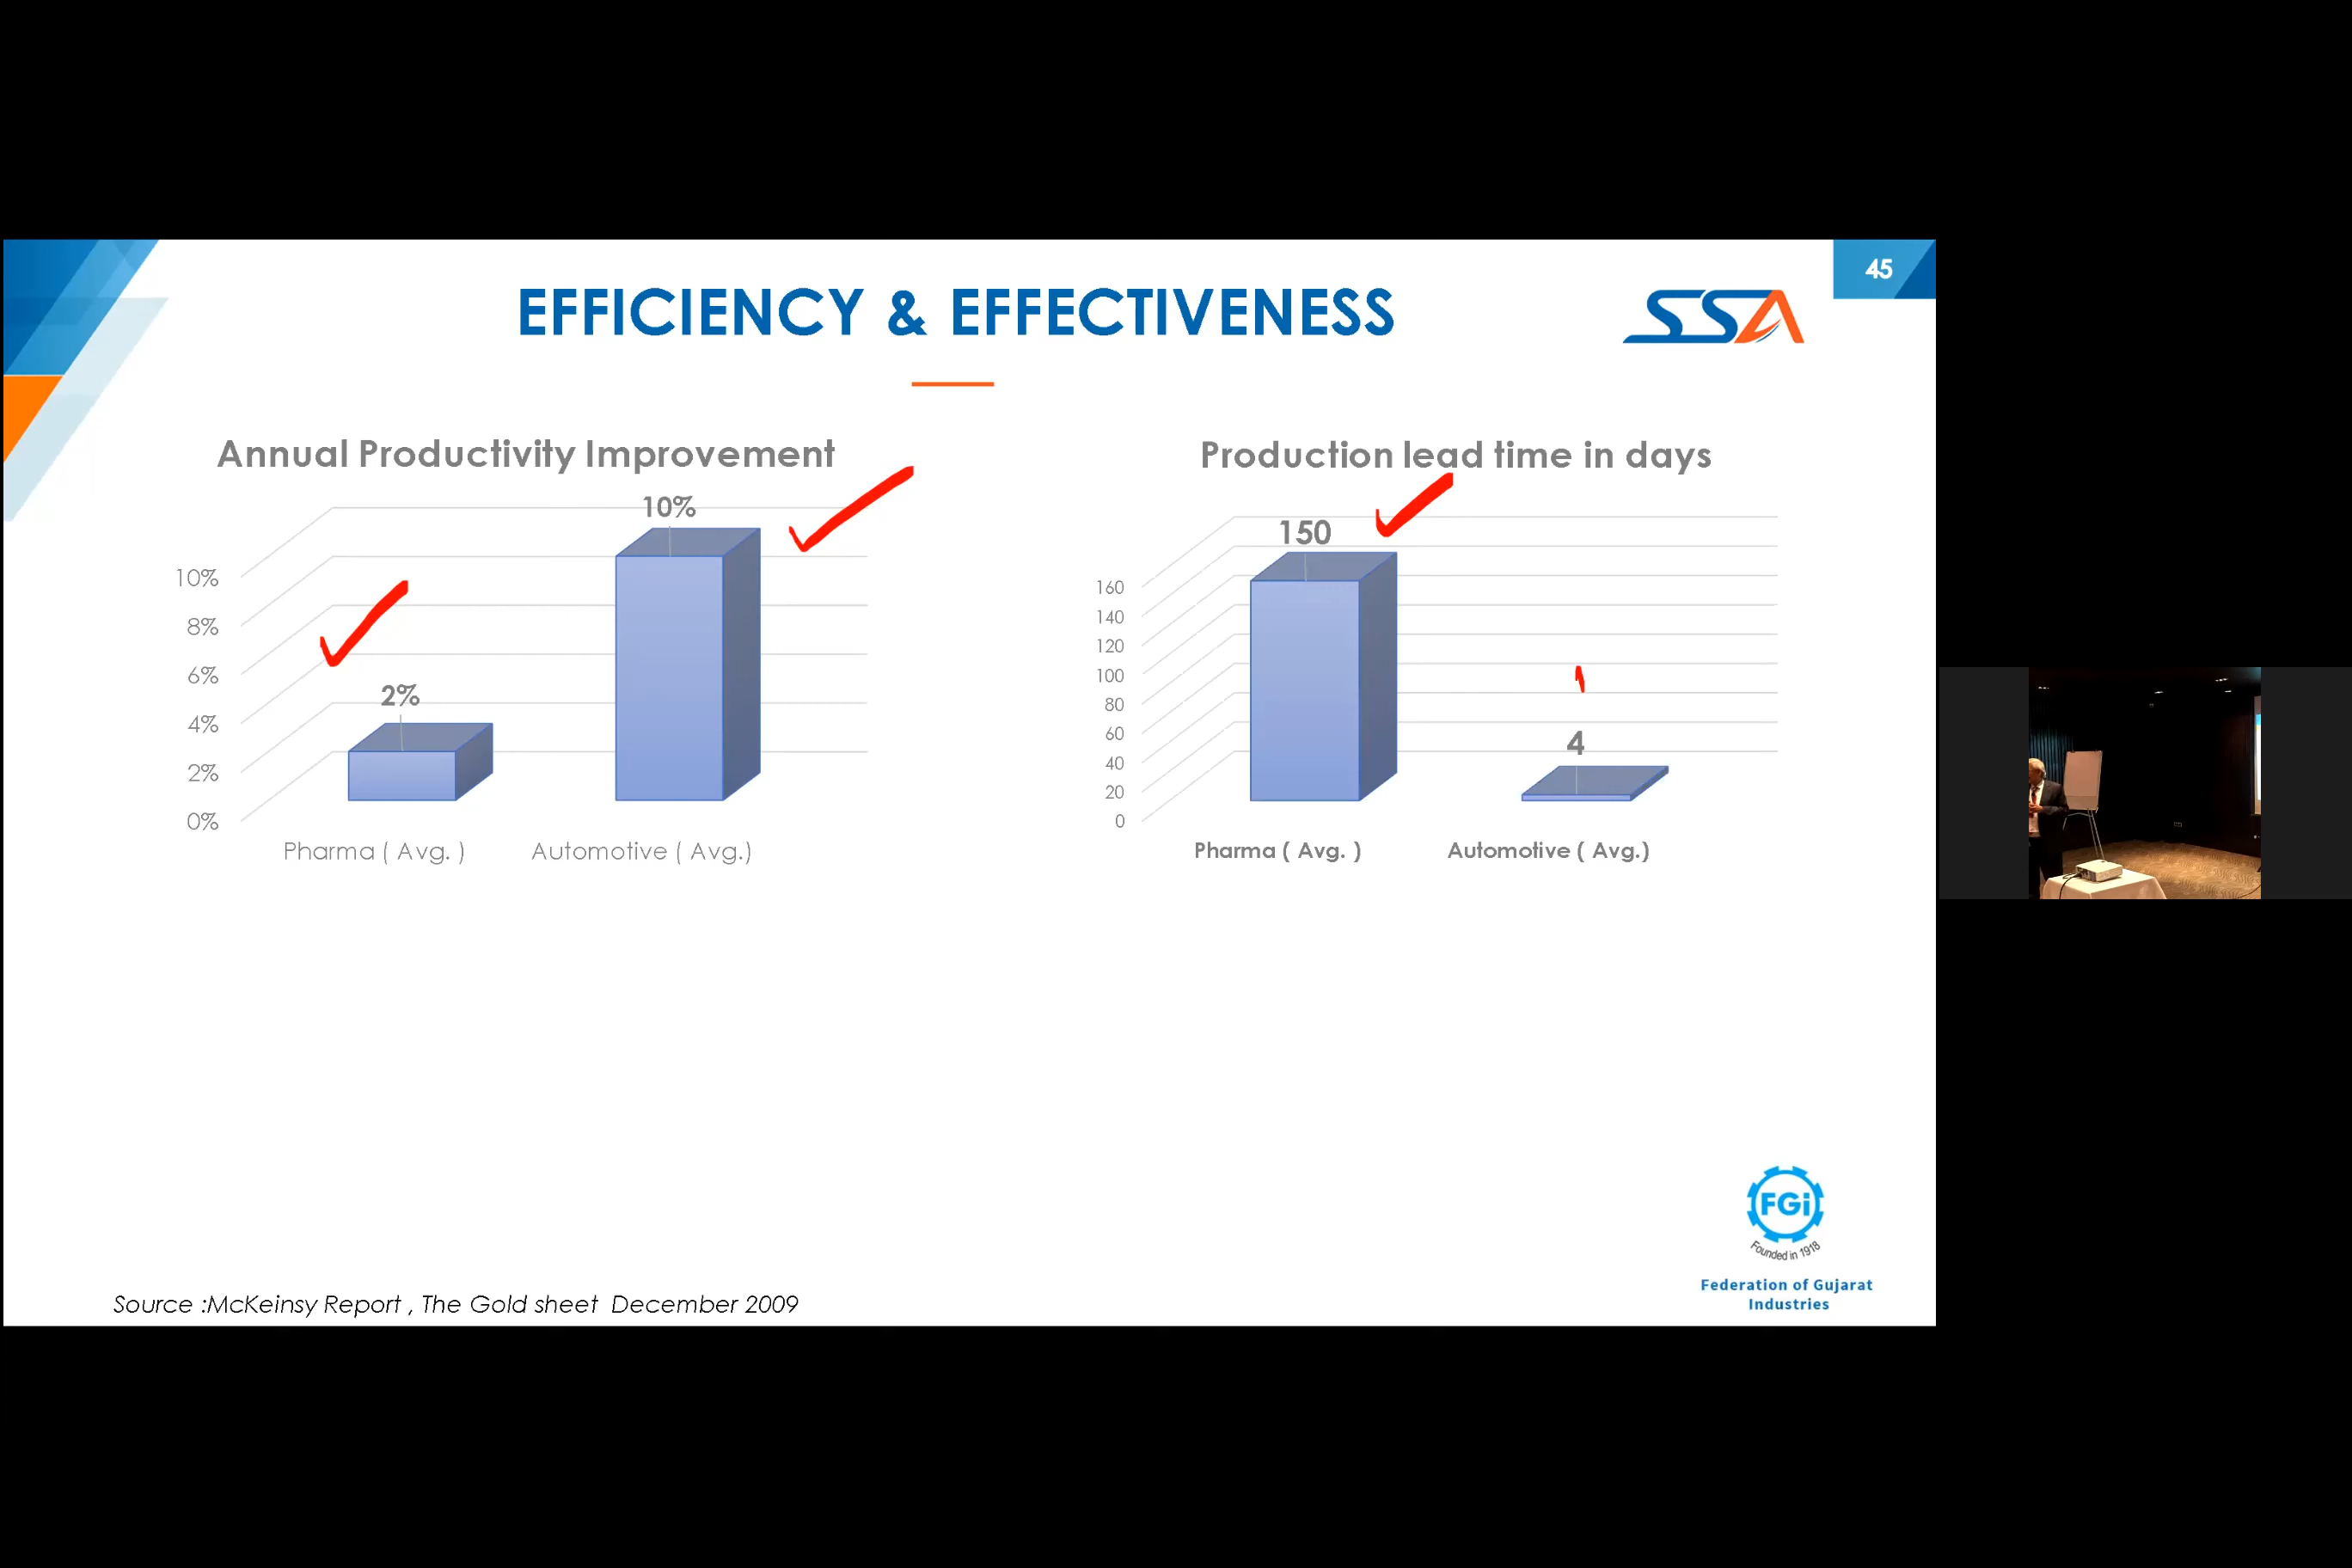 45
EFFICIENCY & EFFECTIVENESS
SSA
Annual Productivity Improvement
10%
10%
8%
6%
4%
2%
0%
2%
Pharma ( Avg. )
Automotive ( Avg.)
Production lead time in days
150
160
140
120
100
80
60
40
20
0
4
Pharma ( Avg. )
Automotive ( Avg.)
FGi
Founded in 1918
Federation of Gujarat
Industries
Source :McKeinsy Report , The Gold sheet December 2009